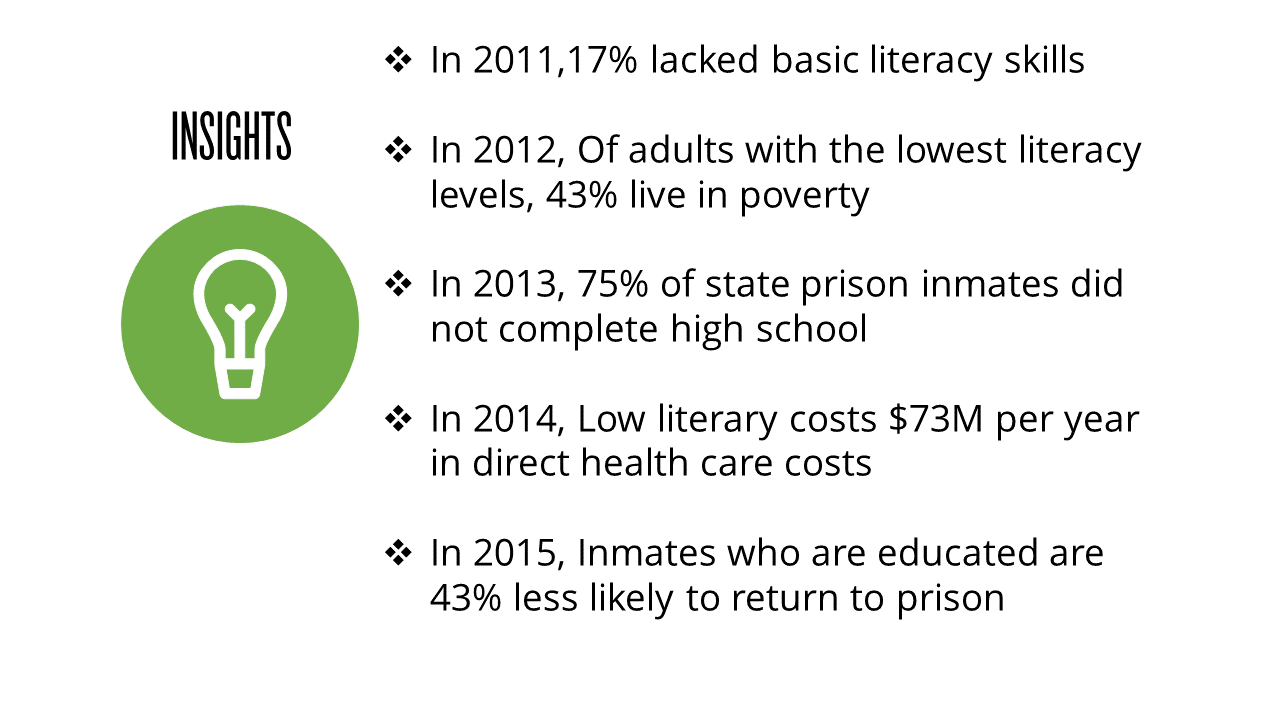 INSIGHTS
In 2011,17% lacked basic literacy skills
In 2012, Of adults with the lowest literacy
levels, 43% live in poverty
In 2013, 75% of state prison inmates did
not complete high school
In 2014, Low literary costs $73M per year
in direct health care costs
In 2015, Inmates who are educated are
43% less likely to return to prison